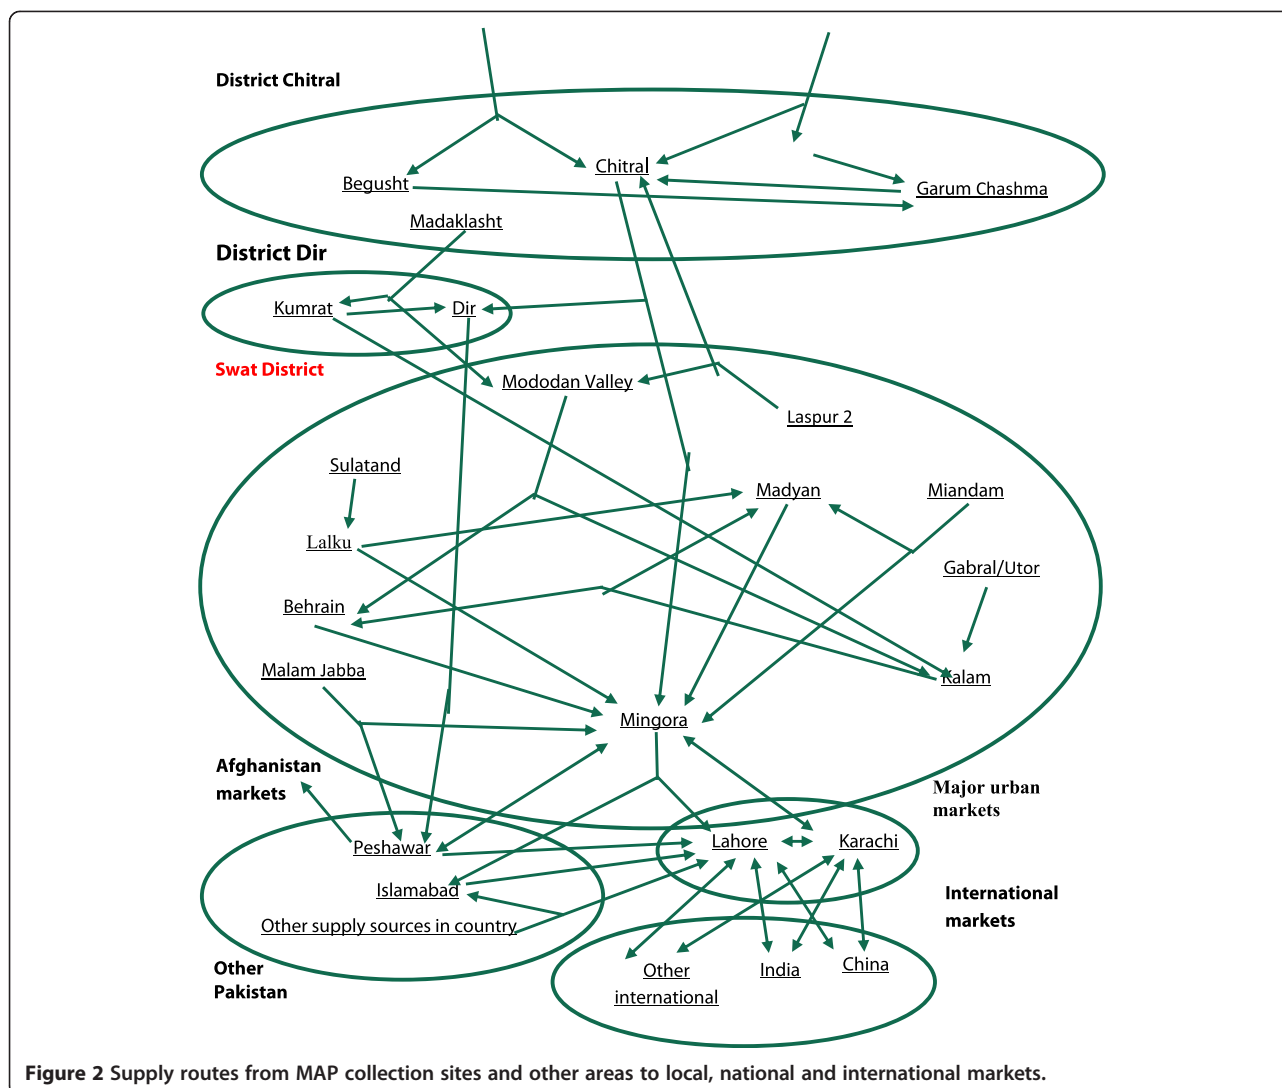 District Chitral
Chitral
Begusht
Garum Chashma
Madaklasht
District Dir
Kumrat
Dir
Swat District
Mododan Valley
Laspur 2
Sulatand
Madyan
Miandam
Lalku
Gabral/Utor
Behrain
Malam Jabba
Kalam
Mingora
Afghanistan
markets
Major urban
markets
Peshawar
Lahore
Karachi
Islamabad
International
markets
Other supply sources in country
Other
Pakistan
Other
international
India
China
Figure 2 Supply routes from MAP collection sites and other areas to local, national and international markets.